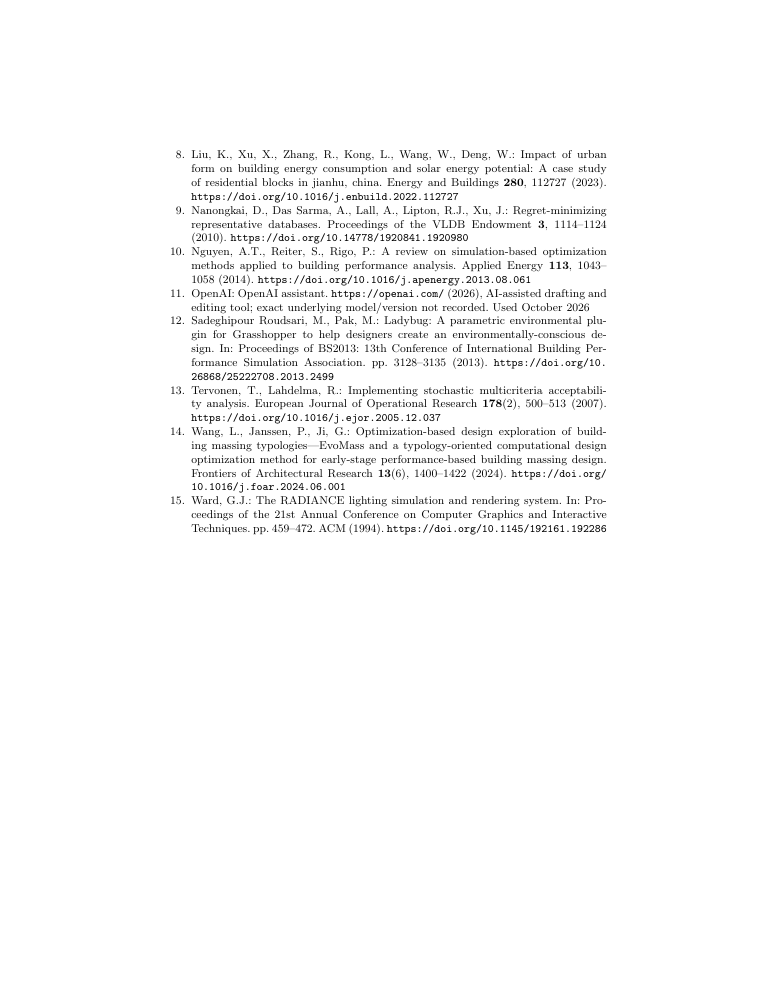 8. Liu, K., Xu, X., Zhang, R., Kong, L., Wang, W., Deng, W.: Impact of urban
form on building energy consumption and solar energy potential: A case study
of residential blocks in jianhu, china. Energy and Buildings 280, 112727 (2023).
https://doi.org/10.1016/j.enbuild.2022.112727
9. Nanongkai, D., Das Sarma, A., Lall, A., Lipton, R.J., Xu, J.: Regret-minimizing
representative databases. Proceedings of the VLDB Endowment 3, 1114–1124
(2010). https://doi.org/10.14778/1920841.1920980
10. Nguyen, A.T., Reiter, S., Rigo, P.: A review on simulation-based optimization
methods applied to building performance analysis. Applied Energy 113, 1043–
1058 (2014). https://doi.org/10.1016/j.apenergy.2013.08.061
11. OpenAI: OpenAI assistant. https://openai.com/ (2026), AI-assisted drafting and
editing tool; exact underlying model/version not recorded. Used October 2026
12. Sadeghipour Roudsari, M., Pak, M.: Ladybug: A parametric environmental plu-
gin for Grasshopper to help designers create an environmentally-conscious de-
sign. In: Proceedings of BS2013: 13th Conference of International Building Per-
formance Simulation Association. pp. 3128–3135 (2013). https://doi.org/10.
26868/25222708.2013.2499
13. Tervonen, T., Lahdelma, R.: Implementing stochastic multicriteria acceptabili-
ty analysis. European Journal of Operational Research 178(2), 500–513 (2007).
https://doi.org/10.1016/j.ejor.2005.12.037
14. Wang, L., Janssen, P., Ji, G.: Optimization-based design exploration of build-
ing massing typologies—EvoMass and a typology-oriented computational design
optimization method for early-stage performance-based building massing design.
Frontiers of Architectural Research 13(6), 1400–1422 (2024). https://doi.org/
10.1016/j.foar.2024.06.001
15. Ward, G.J.: The RADIANCE lighting simulation and rendering system. In: Pro-
ceedings of the 21st Annual Conference on Computer Graphics and Interactive
Techniques. pp. 459–472. ACM (1994). https://doi.org/10.1145/192161.192286